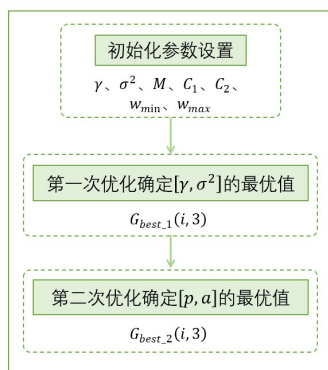 初始化参数设置
γ、σ²、M、C₁、C₂、
w_min、w_max
第一次优化确定[γ, σ²]的最优值
G_best_1(i,3)
第二次优化确定[p, a]的最优值
G_best_2(i,3)